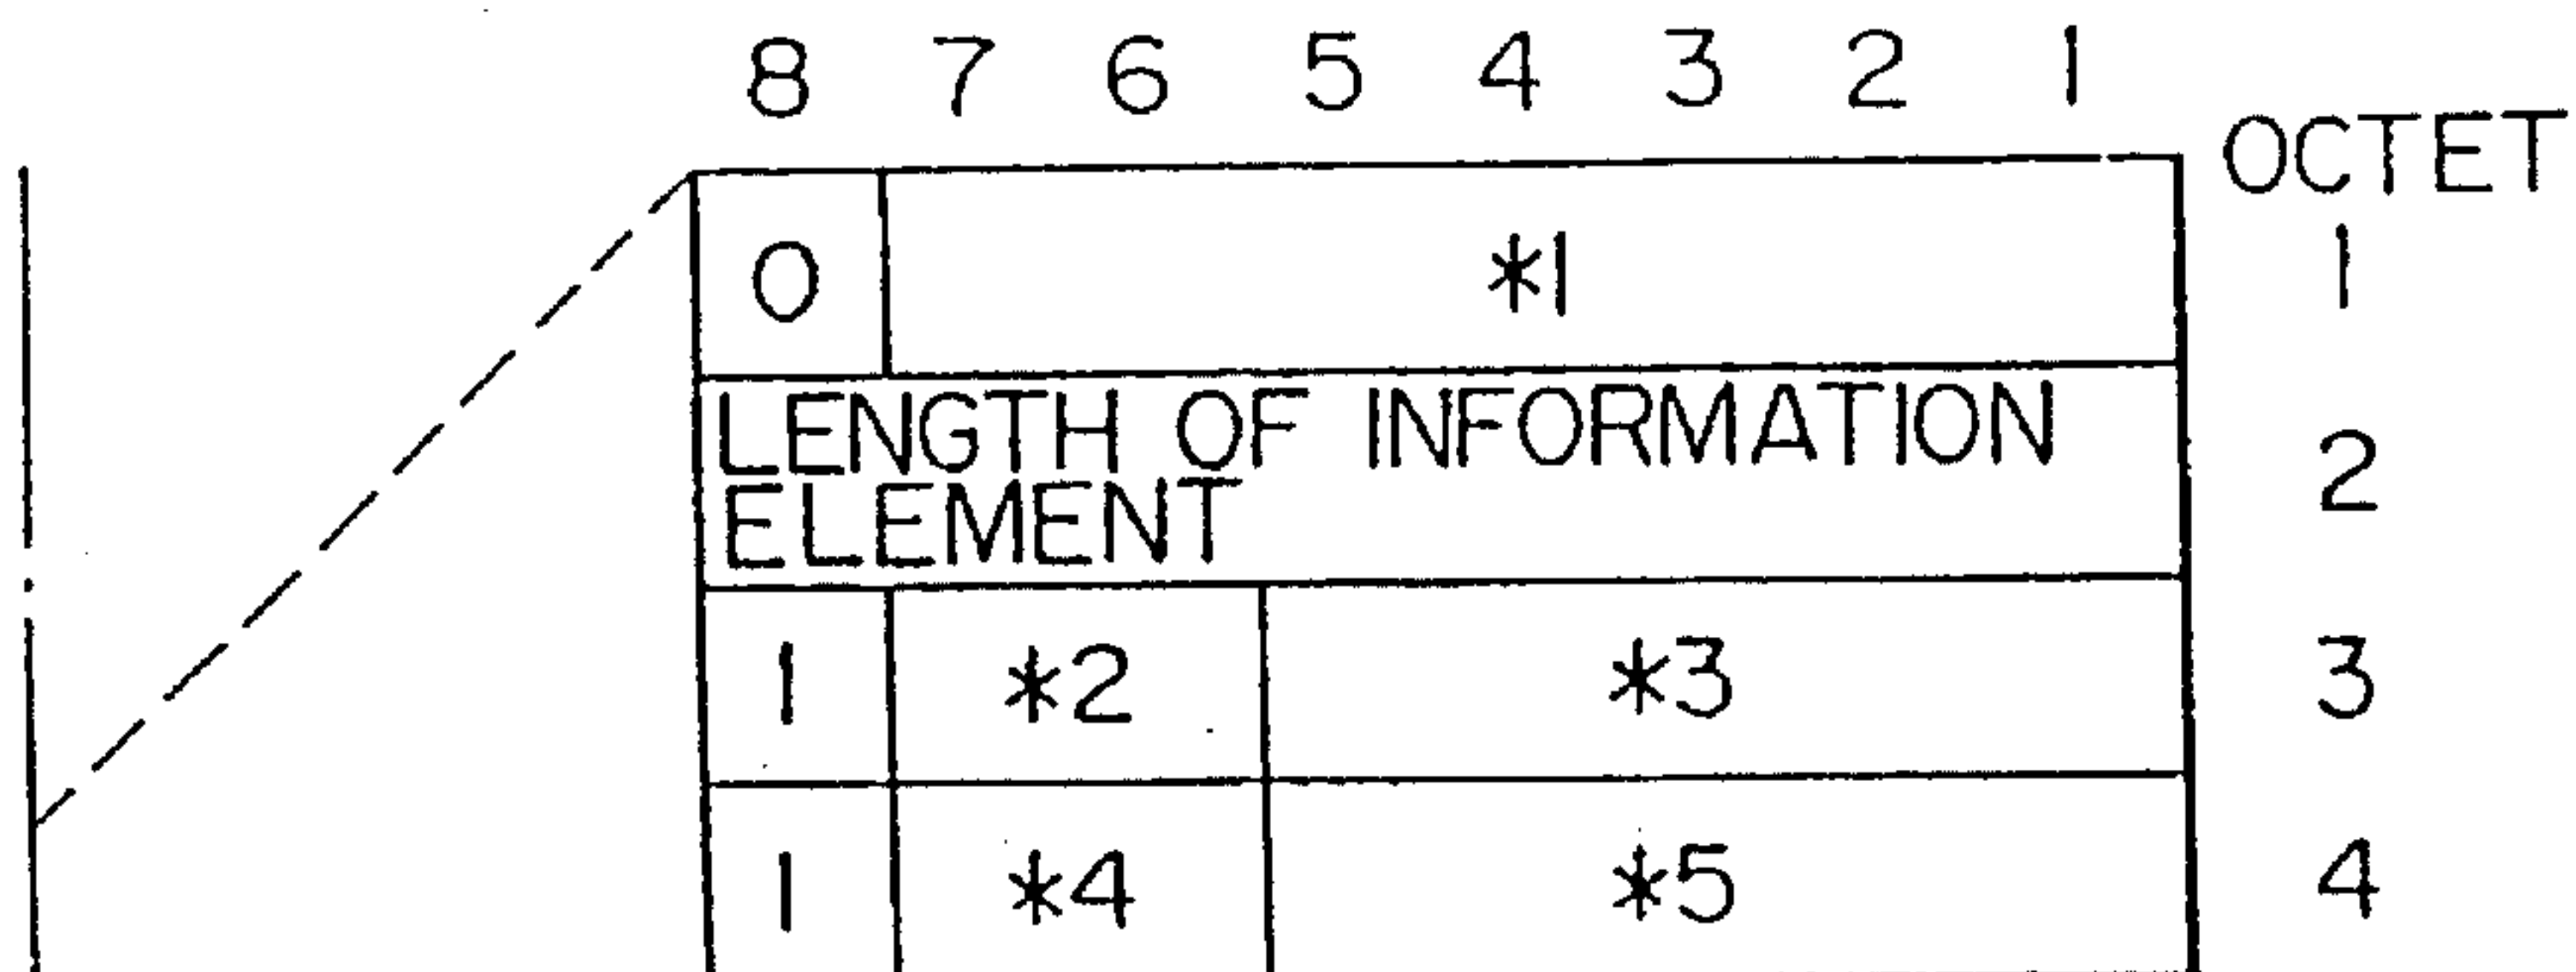 8 7 6 5 4 3 2 1
OCTET
0 *1 1
LENGTH OF INFORMATION
ELEMENT 2
1 *2 *3 3
1 *4 *5 4